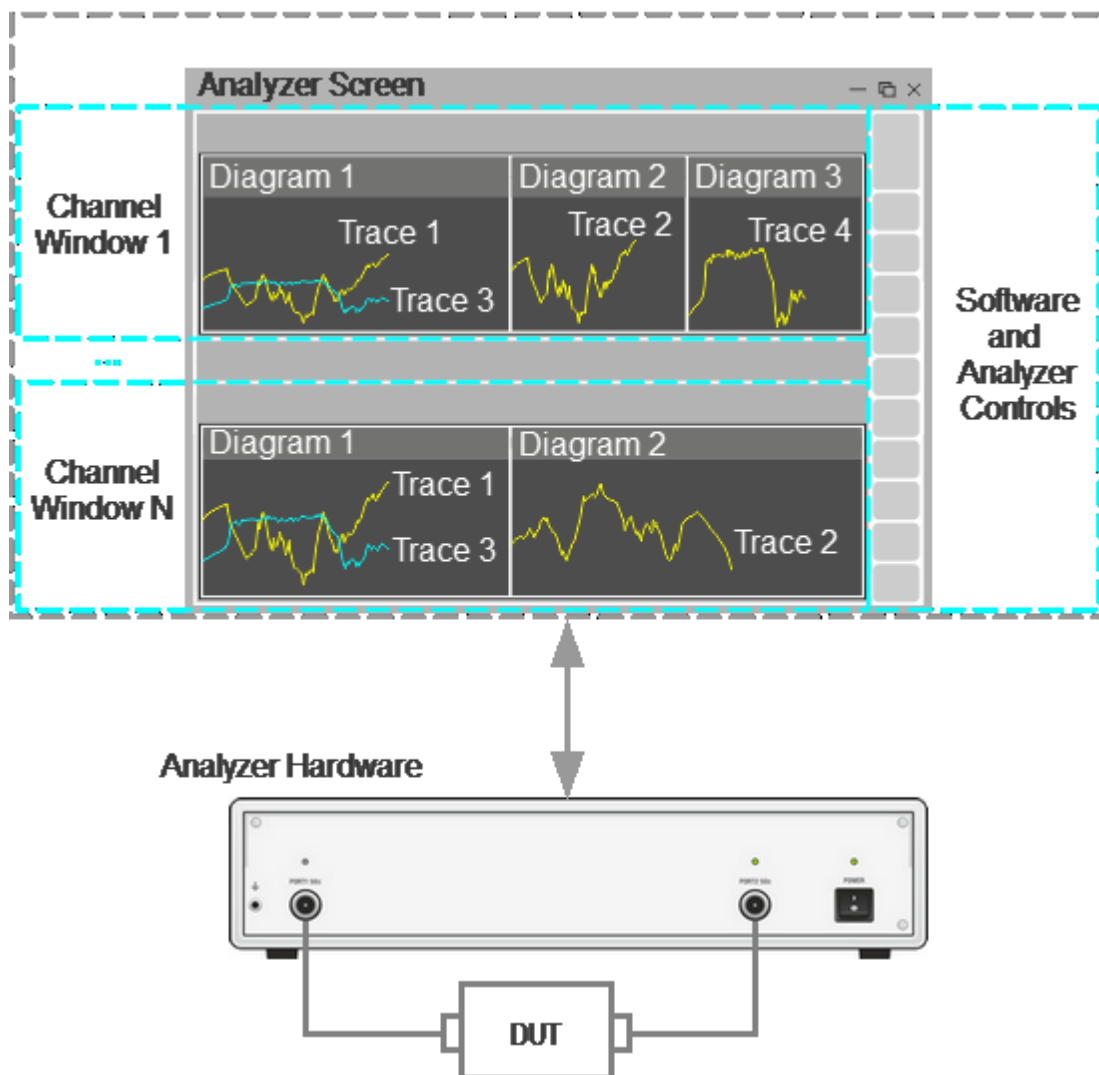 Analyzer Screen
Channel
Window 1
Diagram 1
Trace 1
Trace 3
Diagram 2
Trace 2
Diagram 3
Trace 4
Software
and
Analyzer
Controls
...
Channel
Window N
Diagram 1
Trace 1
Trace 3
Diagram 2
Trace 2
Analyzer Hardware
POWER
DUT